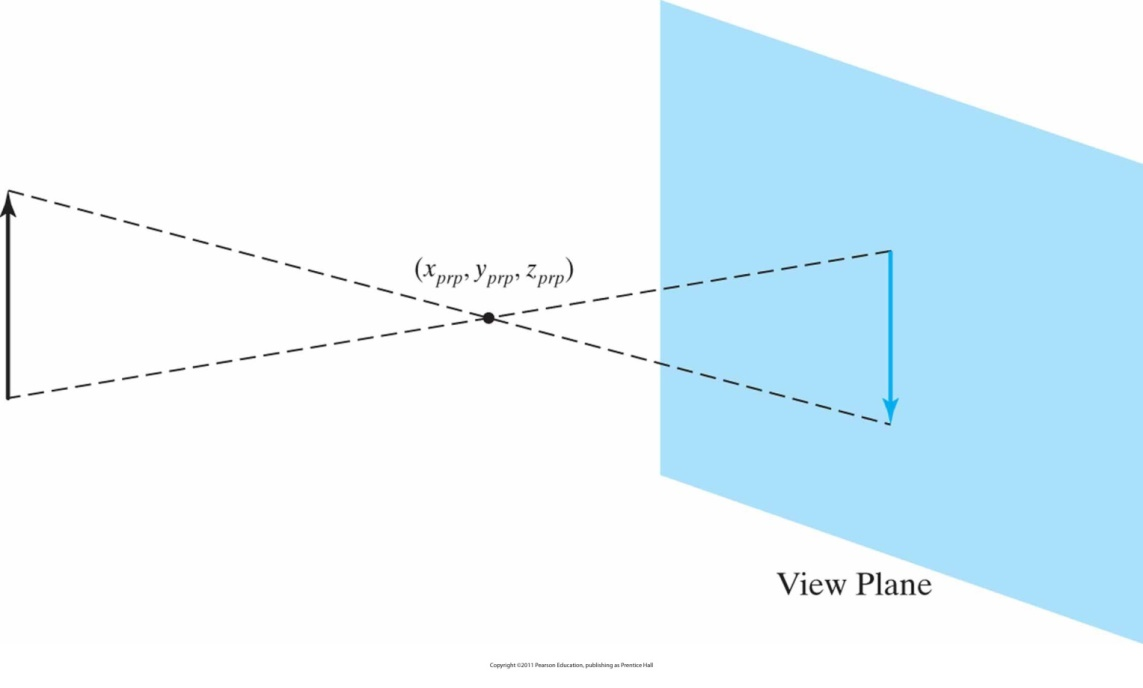 (x_prp, y_prp, z_prp)
View Plane
Copyright ©2011 Pearson Education, publishing as Prentice Hall